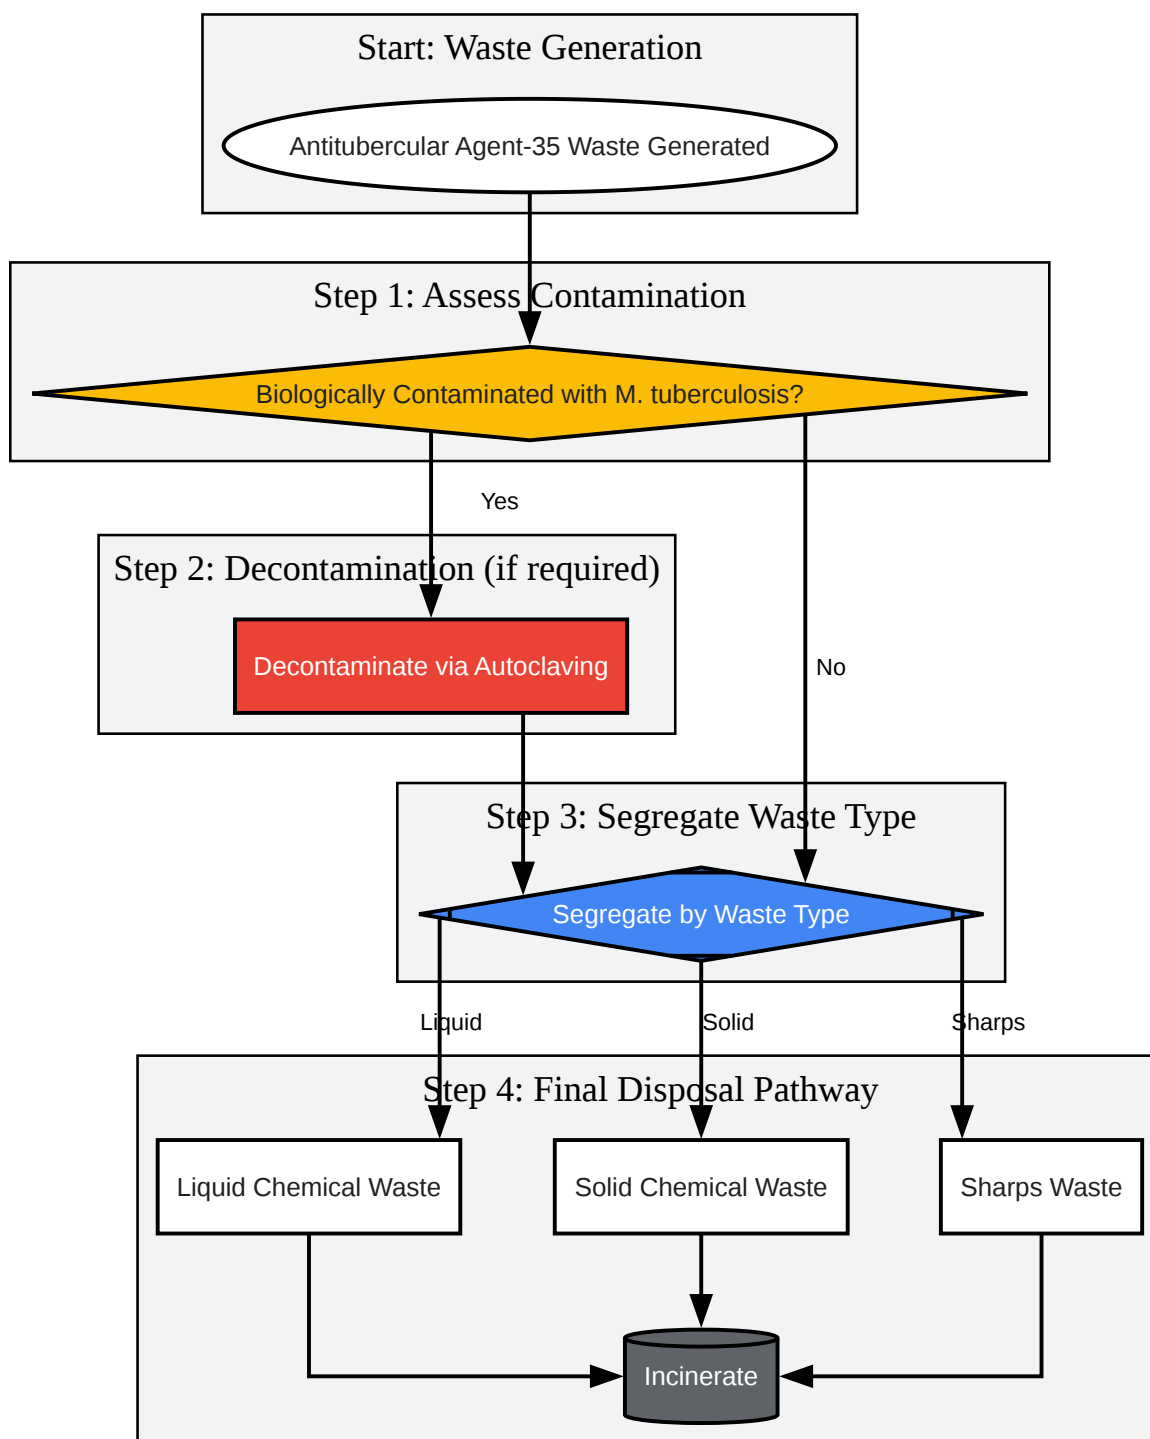 Start: Waste Generation
Antitubercular Agent-35 Waste Generated
Step 1: Assess Contamination
Biologically Contaminated with M. tuberculosis?
Yes
Step 2: Decontamination (if required)
Decontaminate via Autoclaving
No
Step 3: Segregate Waste Type
Segregate by Waste Type
Liquid
Solid
Sharps
Step 4: Final Disposal Pathway
Liquid Chemical Waste
Solid Chemical Waste
Sharps Waste
Incinerate